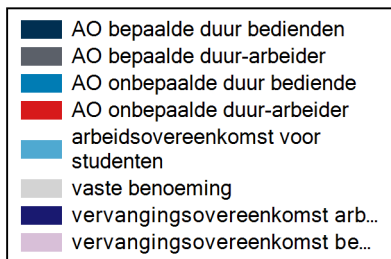 AO bepaalde duur bedienden
AO bepaalde duur-arbeider
AO onbepaalde duur bediende
AO onbepaalde duur-arbeider
arbeidsovereenkomst voor
studenten
vaste benoeming
vervangingsovereenkomst arb...
vervangingsovereenkomst be...